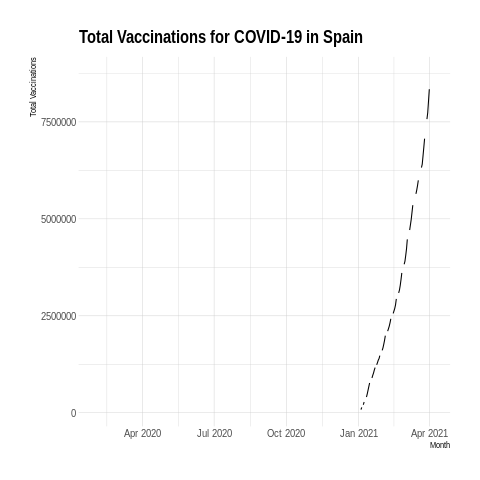 Total Vaccinations for COVID-19 in Spain
Total Vaccinations
7500000
5000000
2500000
0
Apr 2020 Jul 2020 Oct 2020 Jan 2021 Apr 2021
Month